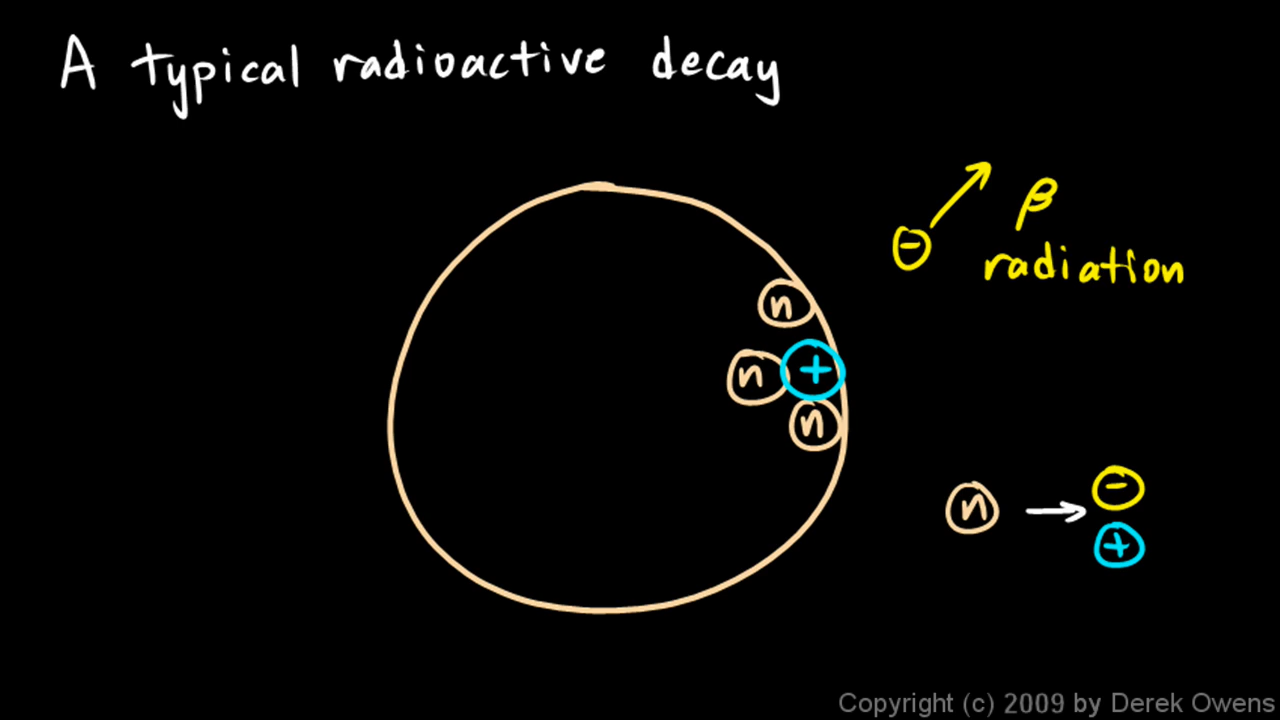 A typical radioactive decay
β
radiation
⊖
n
n +
n
n → −
+
Copyright (c) 2009 by Derek Owens